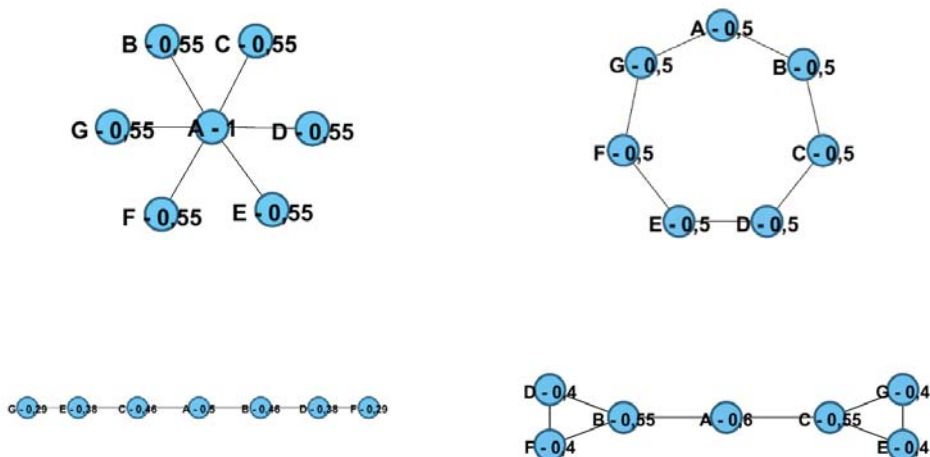 A - 0,5
B - 0,55 C - 0,55
G - 0,5 B - 0,5
G - 0,55 A - 1 D - 0,55
F - 0,5 C - 0,5
F - 0,55 E - 0,55
E - 0,5 D - 0,5
D - 0,4 G - 0,4
G - 0,29 E - 0,38 C - 0,46 A - 0,5 B - 0,46 D - 0,38 F - 0,29
B - 0,55 A - 0,6 C - 0,55
F - 0,4 E - 0,4